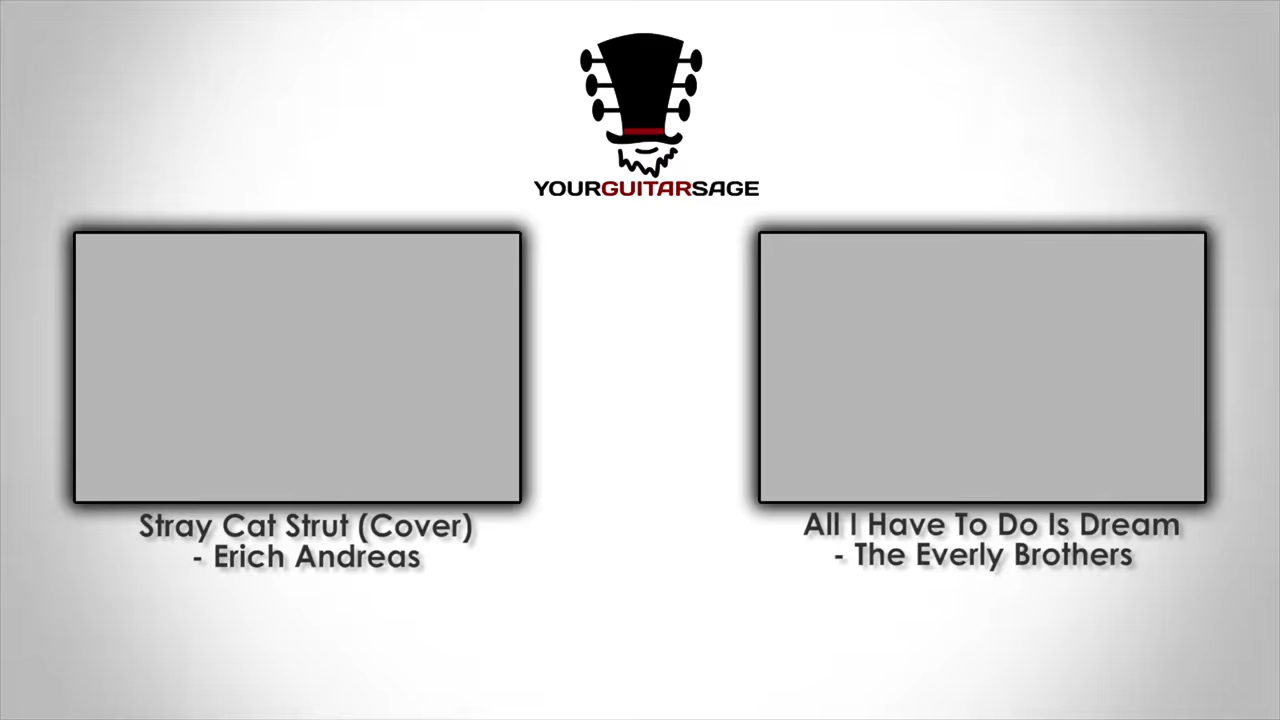 YOURGUITARSAGE
Stray Cat Strut (Cover)
- Erich Andreas
All I Have To Do Is Dream
- The Everly Brothers